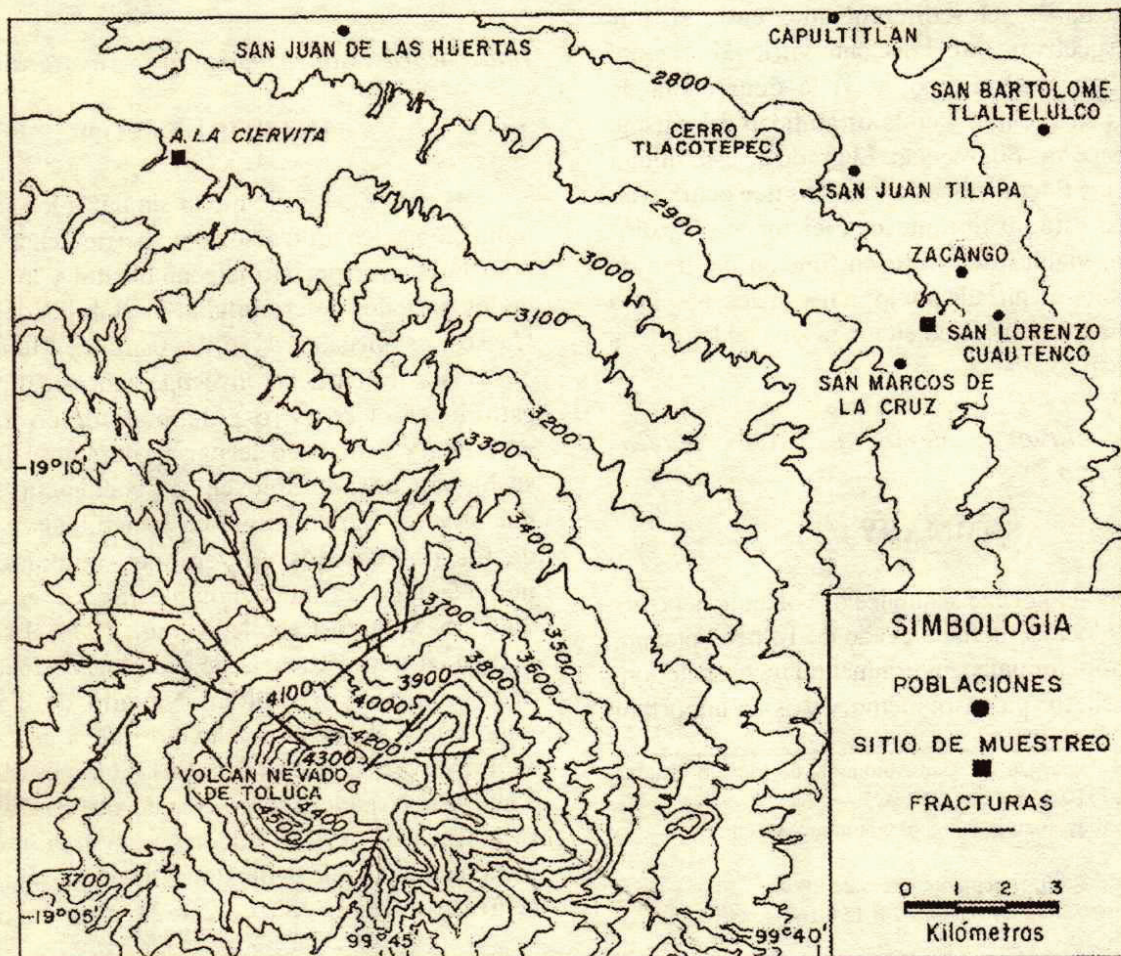 SAN JUAN DE LAS HUERTAS
CAPULTITLAN
2800
SAN BARTOLOME
TLALTELULCO
A. LA CIERVITA
CERRO
TLACOTEPEC
SAN JUAN TILAPA
2900
3000
ZACANGO
3100
SAN LORENZO
CUAUTENCO
SAN MARCOS DE
LA CRUZ
3200
3300
19°10'
3400
3500
3600
3700
3800
3900
4000
4100
4200
4300
VOLCAN NEVADO
DE TOLUCA
4400
4500
3700
19°05'
99°45'
99°40'
SIMBOLOGIA
POBLACIONES
SITIO DE MUESTREO
FRACTURAS
0 1 2 3
Kilómetros